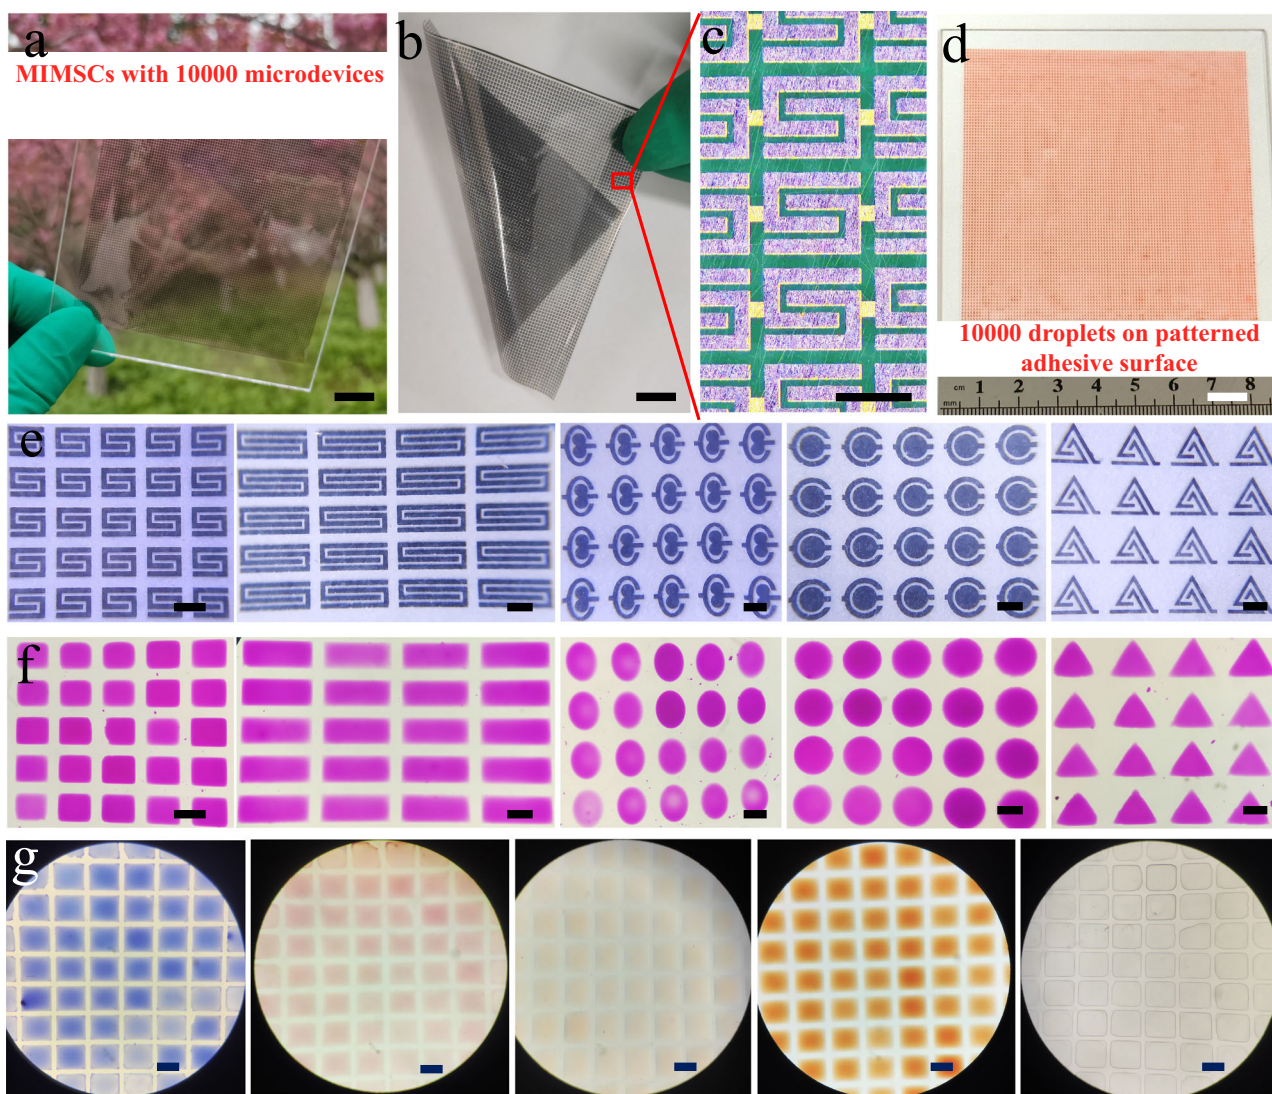 a
b
c
d
MIMSCs with 10000 microdevices
10000 droplets on patterned
adhesive surface
cm 1 2 3 4 5 6 7 8
mm
e
f
g